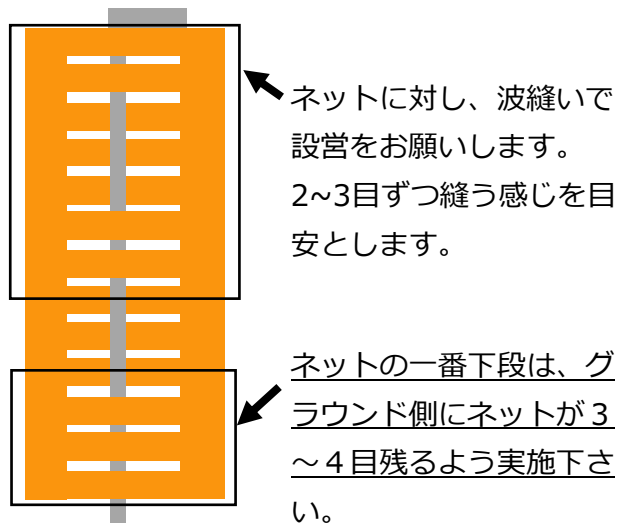 ネットに対し、波縫いで
設営をお願いします。
2~3目ずつ縫う感じを目
安とします。
ネットの一番下段は、グ
ラウンド側にネットが３
～４目残るよう実施下さ
い。